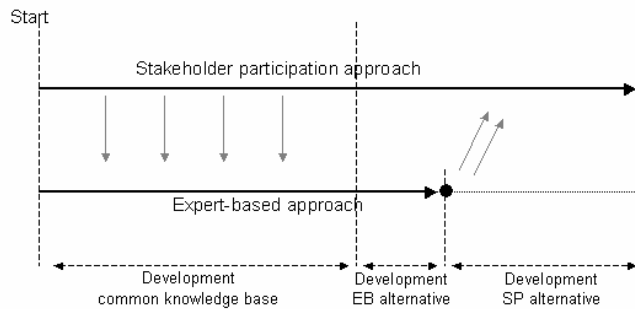 Start
Stakeholder participation approach
Expert-based approach
Development
common knowledge base
Development
EB alternative
Development
SP alternative